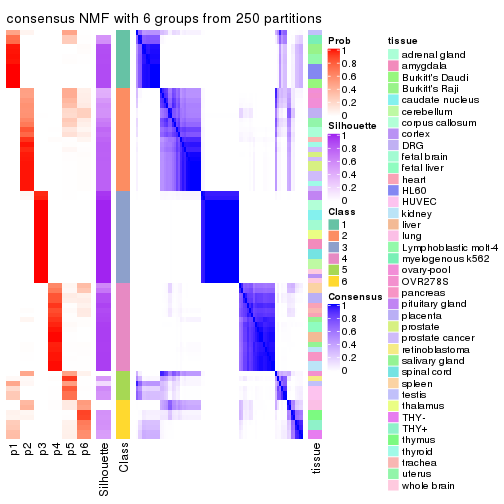 consensus NMF with 6 groups from 250 partitions
Prob
1
0.8
0.6
0.4
0.2
0
Silhouette
1
0.8
0.6
0.4
0.2
0
Class
1
2
3
4
5
6
Consensus
1
0.8
0.6
0.4
0.2
0
tissue
adrenal gland
amygdala
Burkitt's Daudi
Burkitt's Raji
caudate nucleus
cerebellum
corpus callosum
cortex
DRG
fetal brain
fetal liver
heart
HL60
HUVEC
kidney
liver
lung
Lymphoblastic molt-4
myelogenous k562
ovary-pool
OVR278S
pancreas
pituitary gland
placenta
prostate
prostate cancer
retinoblastoma
salivary gland
spinal cord
spleen
testis
thalamus
THY-
THY+
thymus
thyroid
trachea
uterus
whole brain
p1
p2
p3
p4
p5
p6
Silhouette
Class
tissue